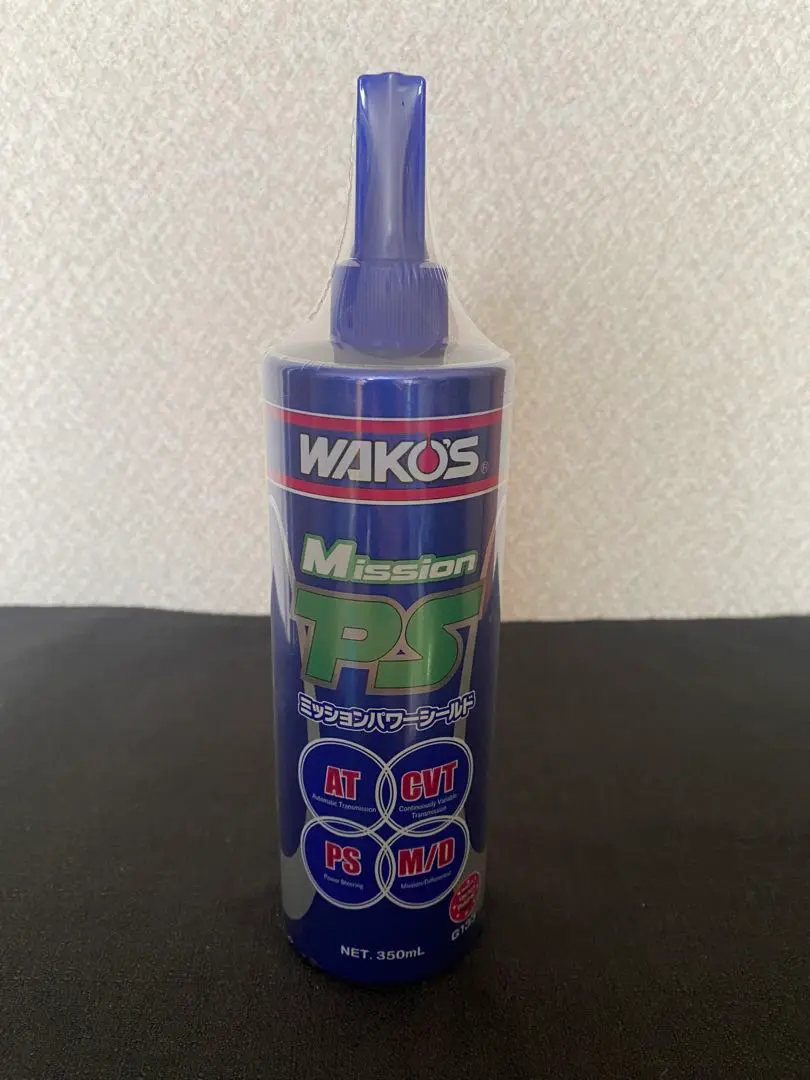 WAKO'S®
Mission
PS
ミッションパワーシールド
AT
Automatic Transmission
CVT
Continuously Variable
Transmission
PS
Power Steering
M/D
Mission/Differential
NET. 350mL